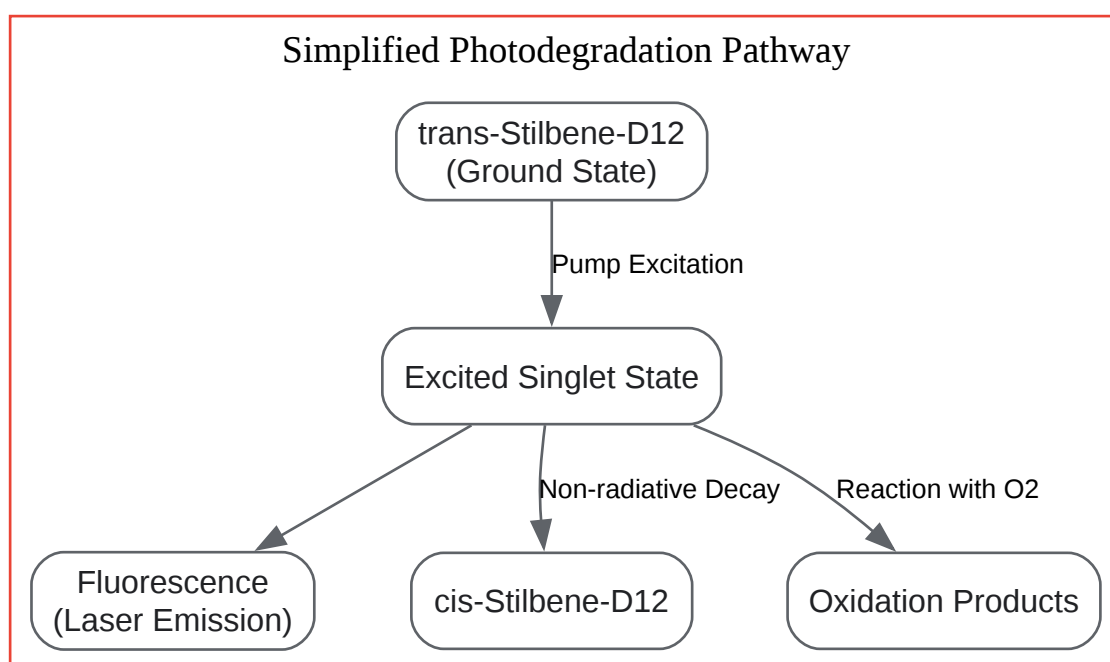 Simplified Photodegradation Pathway
trans-Stilbene-D12
(Ground State)
Pump Excitation
Excited Singlet State
Non-radiative Decay
Reaction with O2
Fluorescence
(Laser Emission)
cis-Stilbene-D12
Oxidation Products